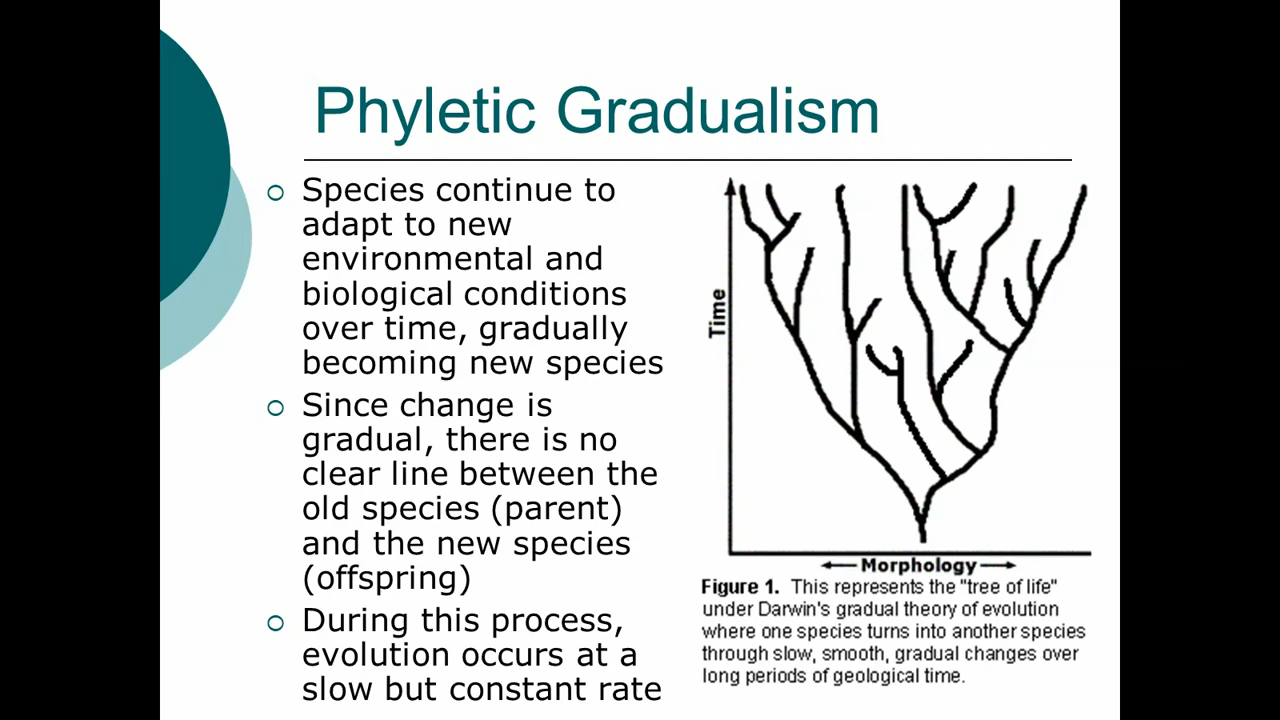 Phyletic Gradualism
Species continue to
adapt to new
environmental and
biological conditions
over time, gradually
becoming new species
Since change is
gradual, there is no
clear line between the
old species (parent)
and the new species
(offspring)
During this process,
evolution occurs at a
slow but constant rate
Time
Morphology
Figure 1. This represents the "tree of life"
under Darwin's gradual theory of evolution
where one species turns into another species
through slow, smooth, gradual changes over
long periods of geological time.